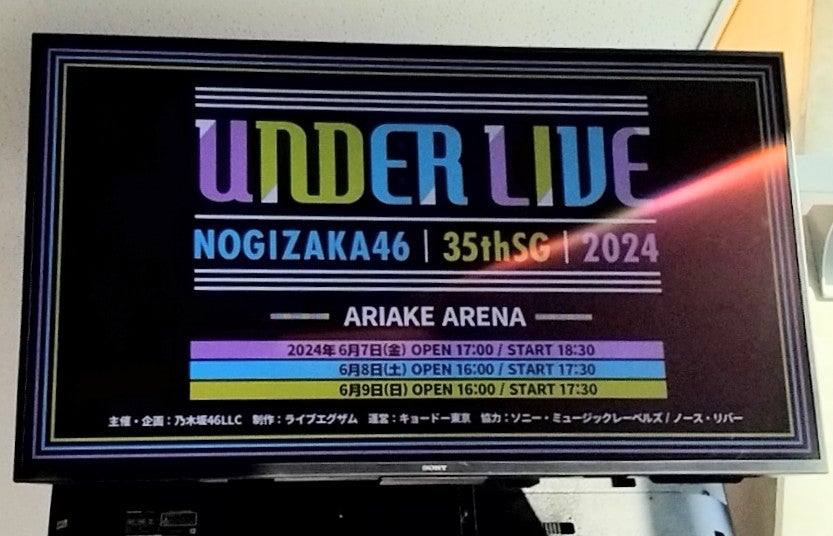 UNDER LIVE
NOGIZAKA46 | 35thSG | 2024
ARIAKE ARENA
2024年 6月7日(金) OPEN 17:00 / START 18:30
6月8日(土) OPEN 16:00 / START 17:30
6月9日(日) OPEN 16:00 / START 17:30
主催・企画：乃木坂46LLC 制作：ライブエグザム 運営：キョードー東京 協力：ソニー・ミュージックレーベルズ / ノース・リバー
SONY